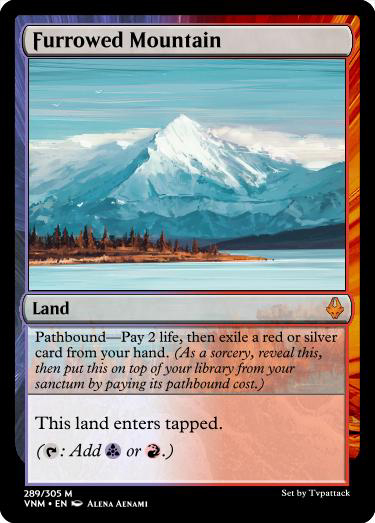 Furrowed Mountain
Land
Pathbound—Pay 2 life, then exile a red or silver
card from your hand. (As a sorcery, reveal this,
then put this on top of your library from your
sanctum by paying its pathbound cost.)
This land enters tapped.
(: Add or .)
289/305 M
VNM • EN Alena Aenami
Set by Tvpattack